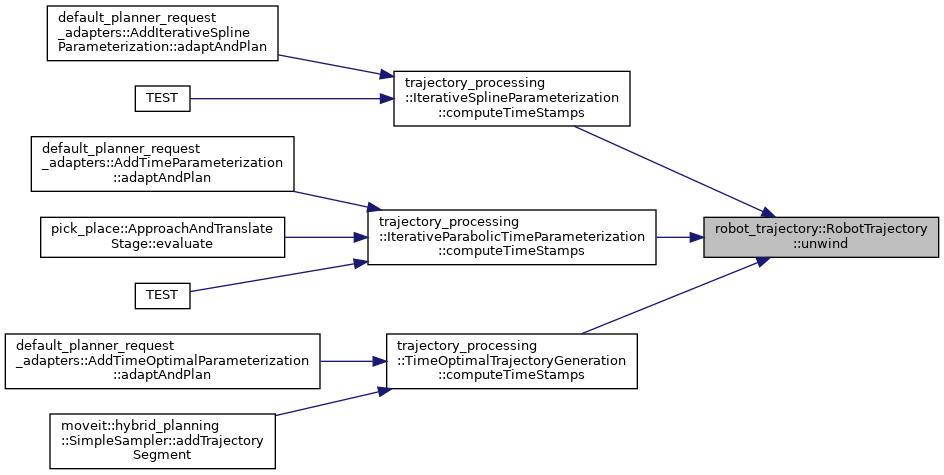 default_planner_request
_adapters::AddIterativeSpline
Parameterization::adaptAndPlan
TEST
trajectory_processing
::IterativeSplineParameterization
::computeTimeStamps
default_planner_request
_adapters::AddTimeParameterization
::adaptAndPlan
pick_place::ApproachAndTranslate
Stage::evaluate
TEST
trajectory_processing
::IterativeParabolicTimeParameterization
::computeTimeStamps
robot_trajectory::RobotTrajectory
::unwind
default_planner_request
_adapters::AddTimeOptimalParameterization
::adaptAndPlan
moveit::hybrid_planning
::SimpleSampler::addTrajectory
Segment
trajectory_processing
::TimeOptimalTrajectoryGeneration
::computeTimeStamps